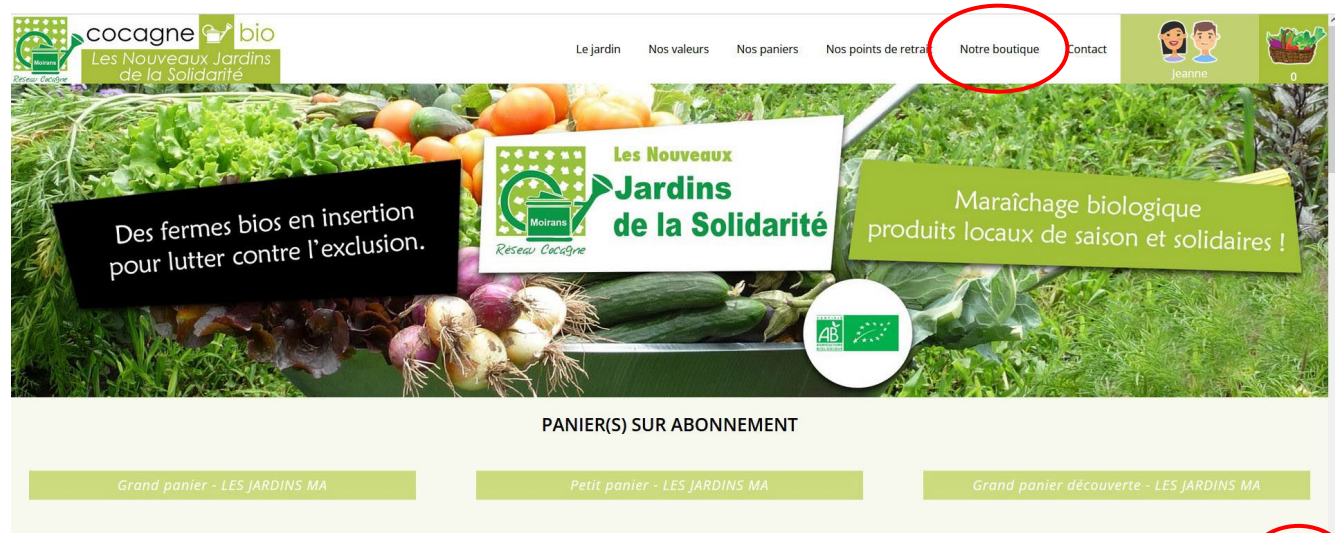 cocagne bio
Les Nouveaux Jardins
de la Solidarité
Moirans
Réseau Cocagne
Le jardin Nos valeurs Nos paniers Nos points de retrait Notre boutique Contact
Jeanne
0
Des fermes bios en insertion
pour lutter contre l'exclusion.
Les Nouveaux
Jardins
de la Solidarité
Moirans
Réseau Cocagne
Maraîchage biologique
produits locaux de saison et solidaires !
AB
PANIER(S) SUR ABONNEMENT
Grand panier - LES JARDINS MA
Petit panier - LES JARDINS MA
Grand panier découverte - LES JARDINS MA